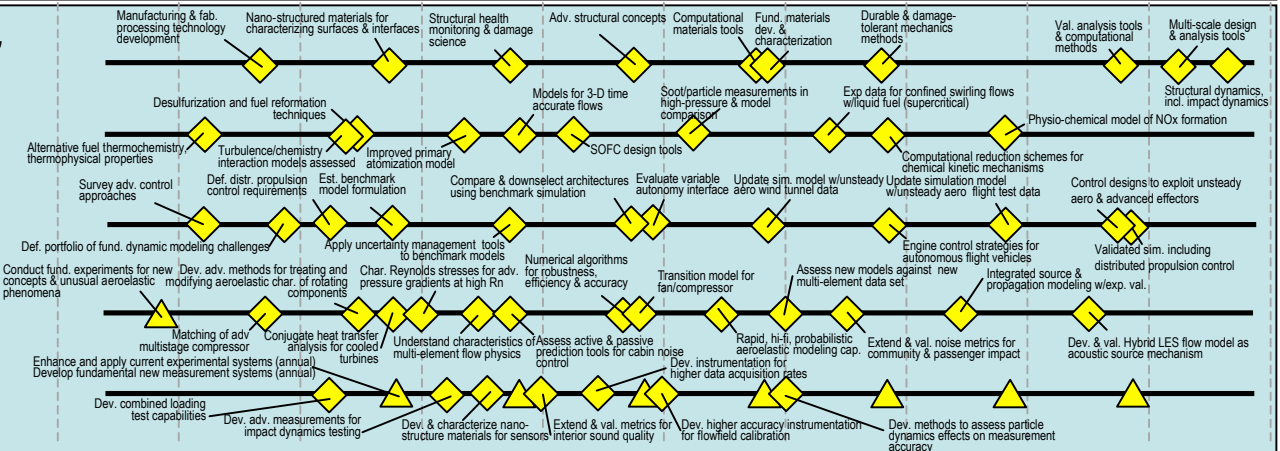 Manufacturing & fab.
processing technology
development
Nano-structured materials for
characterizing surfaces & interfaces
Structural health
monitoring & damage
science
Adv. structural concepts
Computational
materials tools
Fund. materials
dev. &
characterization
Durable & damage-
tolerant mechanics
methods
Val. analysis tools
& computational
methods
Multi-scale design
& analysis tools
Structural dynamics,
incl. impact dynamics
Desulfurization and fuel reformation
techniques
Models for 3-D time
accurate flows
Soot/particle measurements in
high-pressure & model
comparison
Exp data for confined swirling flows
w/liquid fuel (supercritical)
Physio-chemical model of NOx formation
Alternative fuel thermochemistry,
thermophysical properties
Turbulence/chemistry
interaction models assessed
Improved primary
atomization model
SOFC design tools
Computational reduction schemes for
chemical kinetic mechanisms
Survey adv. control
approaches
Def. distr. propulsion
control requirements
Est. benchmark
model formulation
Compare & downselect architectures
using benchmark simulation
Evaluate variable
autonomy interface
Update sim. model w/unsteady
aero wind tunnel data
Update simulation model
w/unsteady aero flight test data
Control designs to exploit unsteady
aero & advanced effectors
Def. portfolio of fund. dynamic modeling challenges
Apply uncertainty management tools
to benchmark models
Engine control strategies for
autonomous flight vehicles
Validated sim. including
distributed propulsion control
Conduct fund. experiments for new
concepts & unusual aeroelastic
phenomena
Dev. adv. methods for treating and
modifying aeroelastic char. of rotating
components
Char. Reynolds stresses for adv.
pressure gradients at high Rn
Numerical algorithms
for robustness,
efficiency & accuracy
Transition model for
fan/compressor
Assess new models against new
multi-element data set
Integrated source &
propagation modeling w/exp. val.
Matching of adv
multistage compressor
Conjugate heat transfer
analysis for cooled
turbines
Understand characteristics of
multi-element flow physics
Assess active & passive
prediction tools for cabin noise
control
Rapid, hi-fi, probabilistic
aeroelastic modeling cap.
Extend & val. noise metrics for
community & passenger impact
Dev. & val. Hybrid LES flow model as
acoustic source mechanism
Enhance and apply current experimental systems (annual)
Develop fundamental new measurement systems (annual)
Dev. instrumentation for
higher data acquisition rates
Dev. combined loading
test capabilities
Dev. adv. measurements for
impact dynamics testing
Dev. & characterize nano-
structure materials for sensors
Extend & val. metrics for
interior sound quality
Dev. higher accuracy instrumentation
for flowfield calibration
Dev. methods to assess particle
dynamics effects on measurement
accuracy